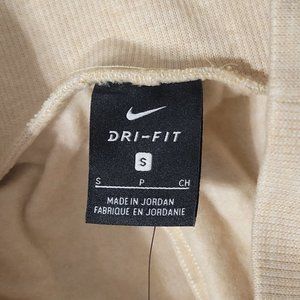 DRI-FIT
S
S P CH
MADE IN JORDAN
FABRIQUE EN JORDANIE